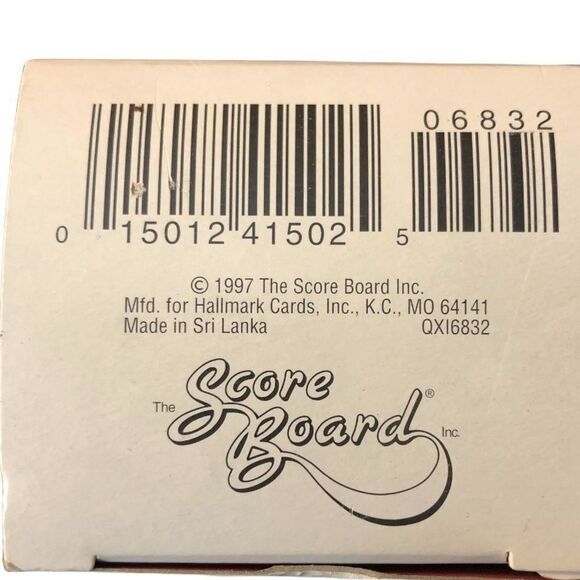 06832
0 15012 41502 5
© 1997 The Score Board Inc.
Mfd. for Hallmark Cards, Inc., K.C., MO 64141
Made in Sri Lanka QXI6832
The Score Board® Inc.